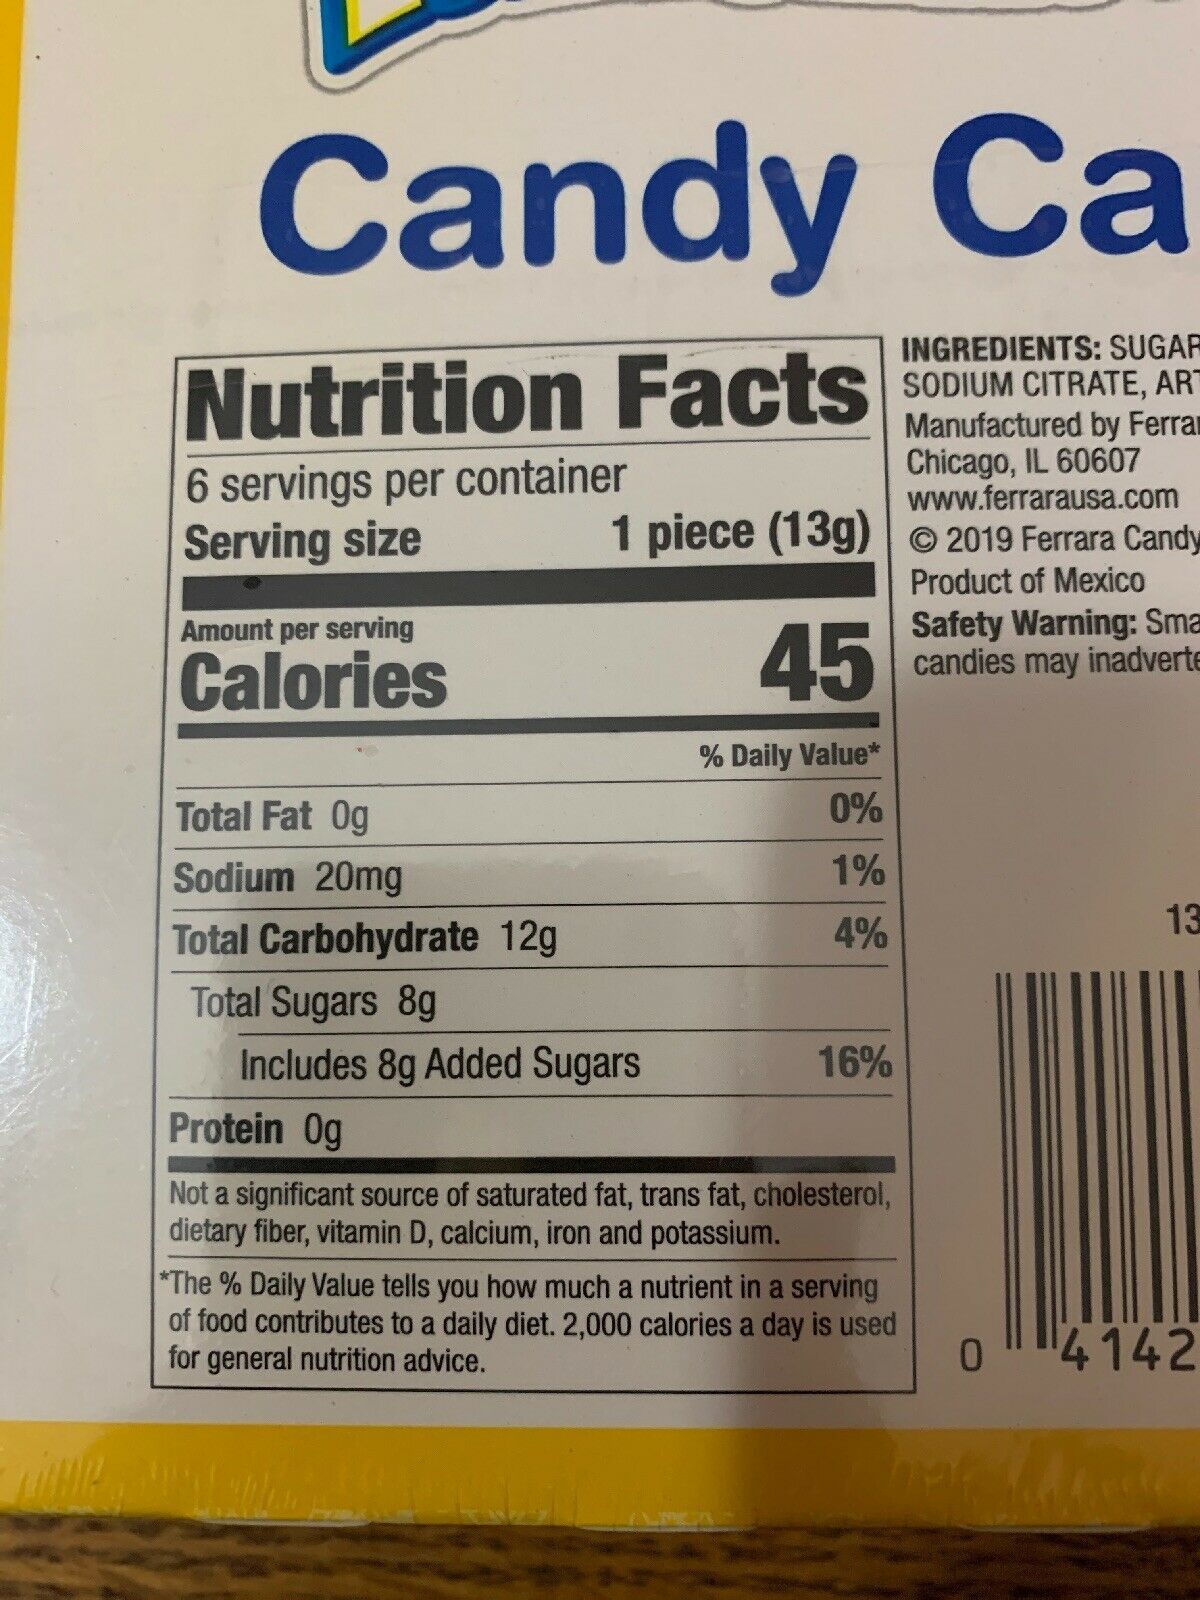 Candy Ca
Nutrition Facts
6 servings per container
Serving size 1 piece (13g)
Amount per serving
Calories 45
% Daily Value*
Total Fat 0g 0%
Sodium 20mg 1%
Total Carbohydrate 12g 4%
Total Sugars 8g
Includes 8g Added Sugars 16%
Protein 0g
Not a significant source of saturated fat, trans fat, cholesterol,
dietary fiber, vitamin D, calcium, iron and potassium.
*The % Daily Value tells you how much a nutrient in a serving
of food contributes to a daily diet. 2,000 calories a day is used
for general nutrition advice.
INGREDIENTS: SUGAR
SODIUM CITRATE, ART
Manufactured by Ferrar
Chicago, IL 60607
www.ferrarausa.com
© 2019 Ferrara Candy
Product of Mexico
Safety Warning: Sma
candies may inadverte
13
0 4142